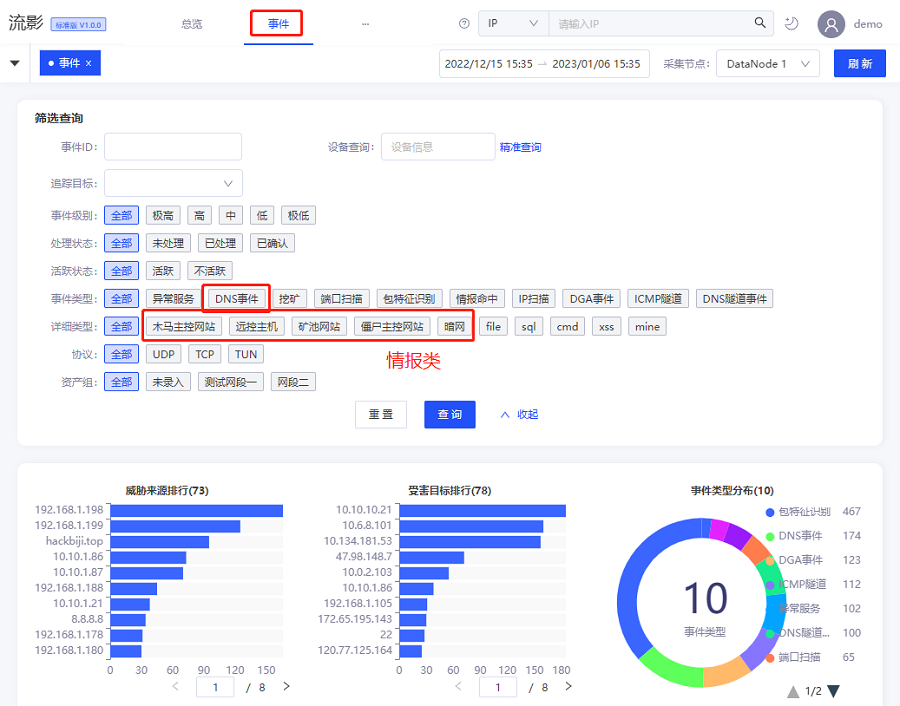 流影 标准版 V1.0.0 总览 事件 ... IP 请输入IP demo
事件 x 2022/12/15 15:35 → 2023/01/06 15:35 采集节点: DataNode 1 刷 新
筛选查询
事件ID: 设备查询: 设备信息 精准查询
追踪目标:
事件级别: 全部 极高 高 中 低 极低
处理状态: 全部 未处理 已处理 已确认
活跃状态: 全部 活跃 不活跃
事件类型: 全部 异常服务 DNS事件 挖矿 端口扫描 包特征识别 情报命中 IP扫描 DGA事件 ICMP隧道 DNS隧道事件
详细类型: 全部 木马主控网站 远控主机 矿池网站 僵尸主控网站 暗网 file sql cmd xss mine
协议: 全部 UDP TCP TUN
情报类
资产组: 全部 未录入 测试网段一 网段二
重 置 查 询 收起
威胁来源排行(73)
192.168.1.198
192.168.1.199
hackbiji.top
10.10.1.86
10.10.1.87
192.168.1.188
10.10.1.21
8.8.8.8
192.168.1.178
192.168.1.180
0 30 60 90 120 150
1 / 8
受害目标排行(78)
10.10.10.21
10.6.8.101
10.134.181.53
47.98.148.7
10.0.2.103
10.10.1.86
192.168.1.105
172.65.195.143
22
120.77.125.164
0 30 60 90 120 150 180
1 / 8
事件类型分布(10)
10
事件类型
包特征识别 467
DNS事件 174
DGA事件 123
ICMP隧道 112
异常服务 102
DNS隧道... 100
端口扫描 65
1/2